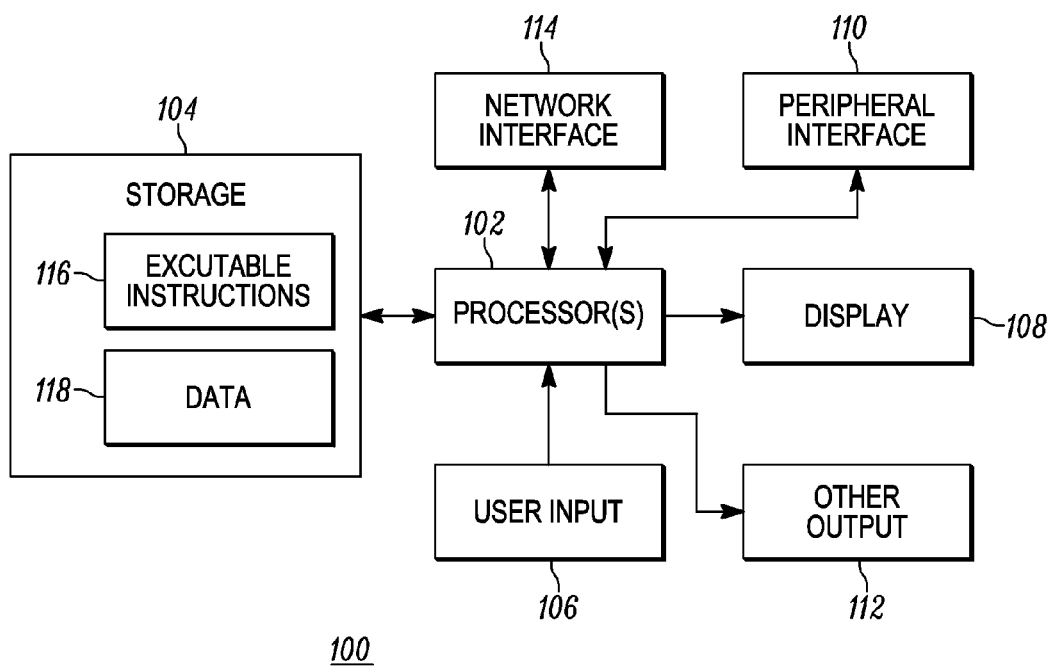 114
NETWORK
INTERFACE
110
PERIPHERAL
INTERFACE
104
STORAGE
116
EXCUTABLE
INSTRUCTIONS
118
DATA
102
PROCESSOR(S)
DISPLAY
108
USER INPUT
106
OTHER
OUTPUT
112
100